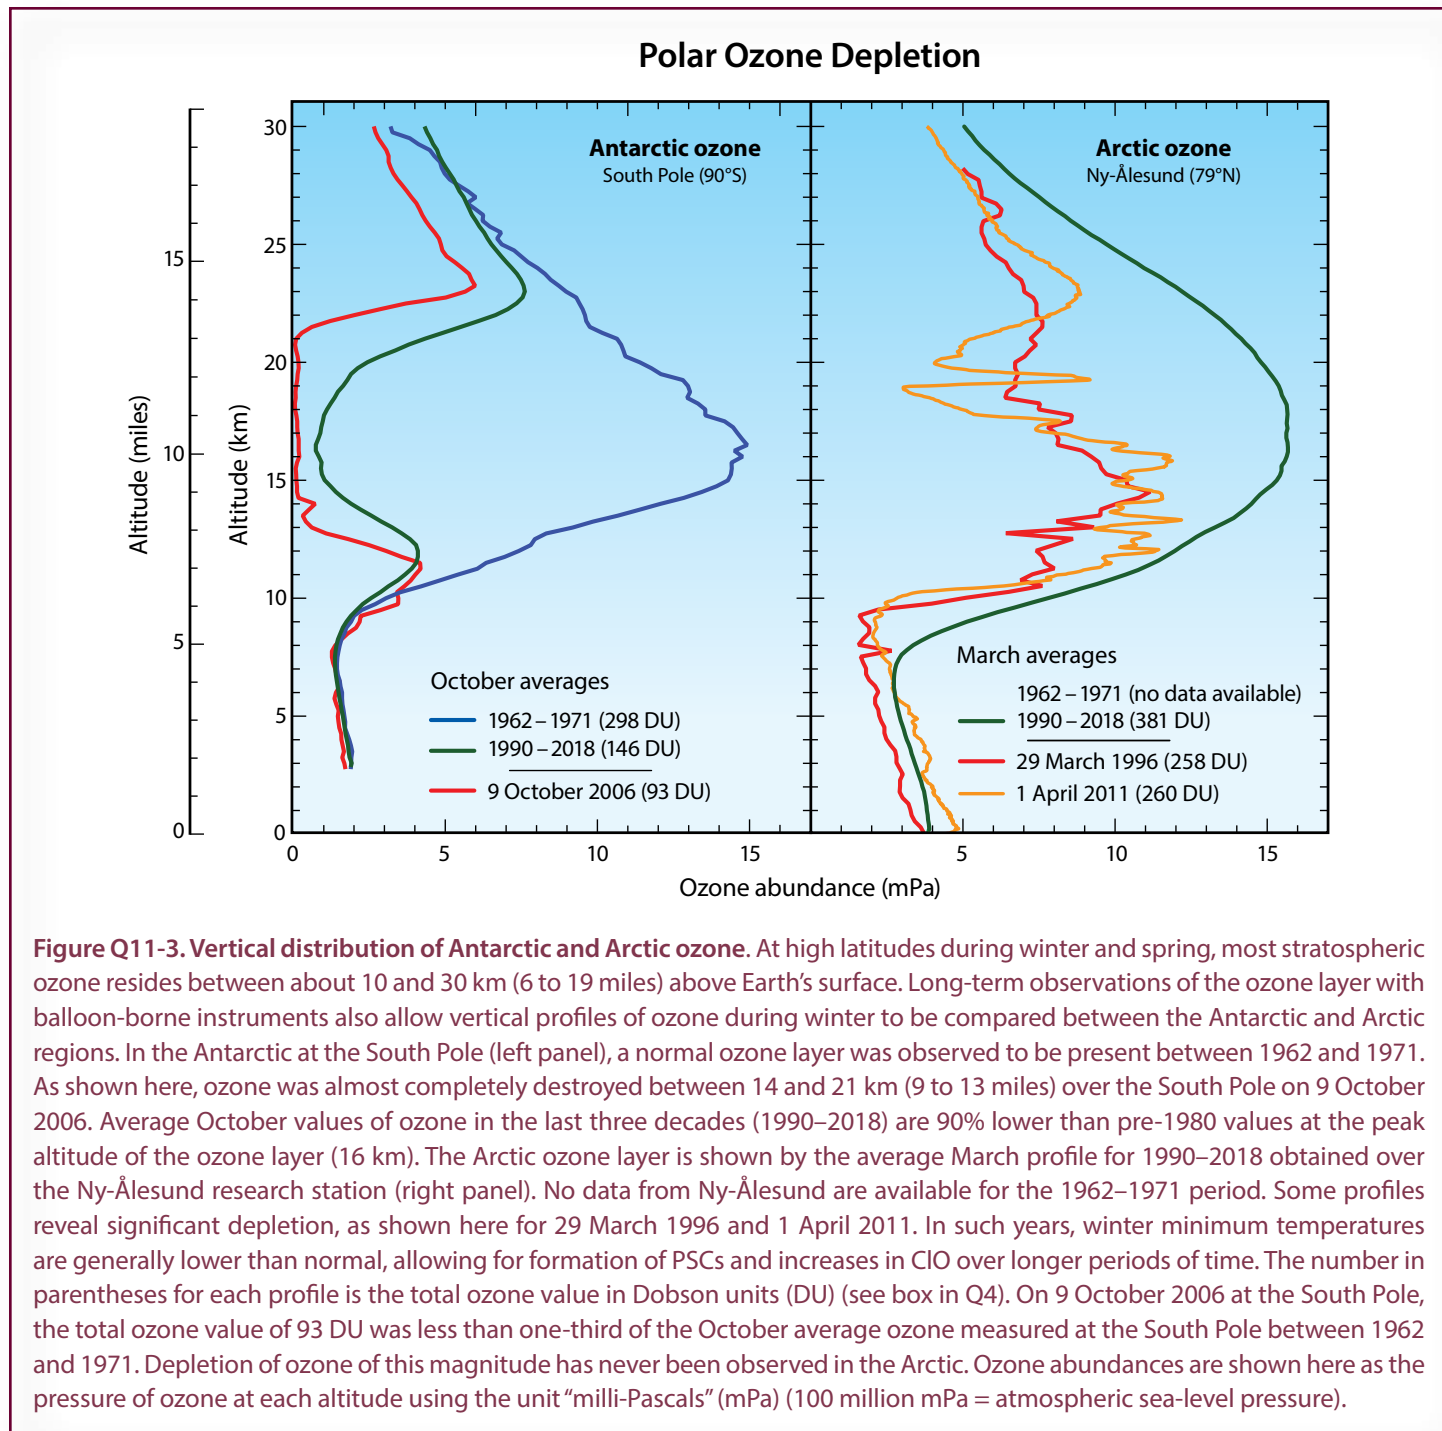 Polar Ozone Depletion
Antarctic ozone
South Pole (90°S)
Arctic ozone
Ny-Ålesund (79°N)
Altitude (miles)
15
10
5
0
Altitude (km)
30
25
20
15
10
5
0
October averages
1962–1971 (298 DU)
1990–2018 (146 DU)
9 October 2006 (93 DU)
March averages
1962–1971 (no data available)
1990–2018 (381 DU)
29 March 1996 (258 DU)
1 April 2011 (260 DU)
0 5 10 15 5 10 15
Ozone abundance (mPa)
Figure Q11-3. Vertical distribution of Antarctic and Arctic ozone. At high latitudes during winter and spring, most stratospheric
ozone resides between about 10 and 30 km (6 to 19 miles) above Earth’s surface. Long-term observations of the ozone layer with
balloon-borne instruments also allow vertical profiles of ozone during winter to be compared between the Antarctic and Arctic
regions. In the Antarctic at the South Pole (left panel), a normal ozone layer was observed to be present between 1962 and 1971.
As shown here, ozone was almost completely destroyed between 14 and 21 km (9 to 13 miles) over the South Pole on 9 October
2006. Average October values of ozone in the last three decades (1990–2018) are 90% lower than pre-1980 values at the peak
altitude of the ozone layer (16 km). The Arctic ozone layer is shown by the average March profile for 1990–2018 obtained over
the Ny-Ålesund research station (right panel). No data from Ny-Ålesund are available for the 1962–1971 period. Some profiles
reveal significant depletion, as shown here for 29 March 1996 and 1 April 2011. In such years, winter minimum temperatures
are generally lower than normal, allowing for formation of PSCs and increases in ClO over longer periods of time. The number in
parentheses for each profile is the total ozone value in Dobson units (DU) (see box in Q4). On 9 October 2006 at the South Pole,
the total ozone value of 93 DU was less than one-third of the October average ozone measured at the South Pole between 1962
and 1971. Depletion of ozone of this magnitude has never been observed in the Arctic. Ozone abundances are shown here as the
pressure of ozone at each altitude using the unit “milli-Pascals” (mPa) (100 million mPa = atmospheric sea-level pressure).